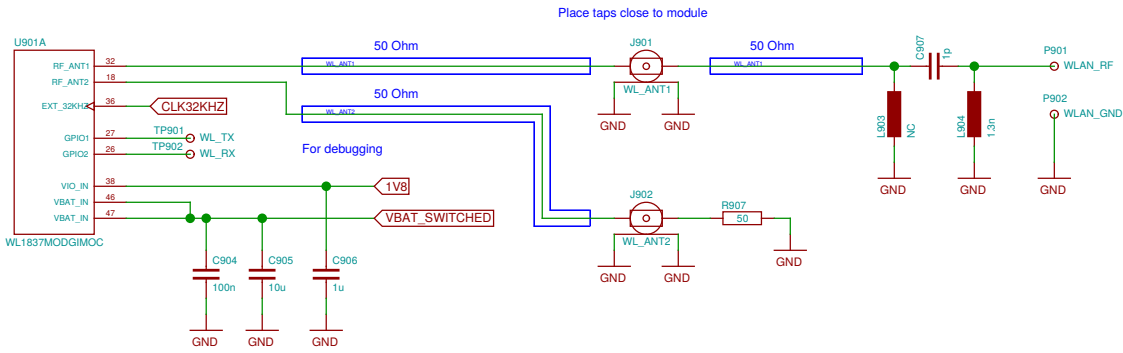 Place taps close to module
U901A
50 Ohm
J901
50 Ohm
C907
1p
P901
RF_ANT1
32
WL_ANT1
WL_ANT1
WLAN_RF
RF_ANT2
18
WL_ANT1
50 Ohm
EXT_32KHZ
36
CLK32KHZ
WL_ANT2
GND
GND
L903
NC
L904
1.3n
P902
WLAN_GND
GPIO1
27
TP901
WL_TX
GPIO2
26
TP902
WL_RX
For debugging
GND
GND
GND
VIO_IN
38
1V8
VBAT_IN
46
VBAT_IN
47
VBAT_SWITCHED
WL1837MODGIMOC
J902
R907
50
WL_ANT2
GND
GND
GND
C904
100n
C905
10u
C906
1u
GND
GND
GND